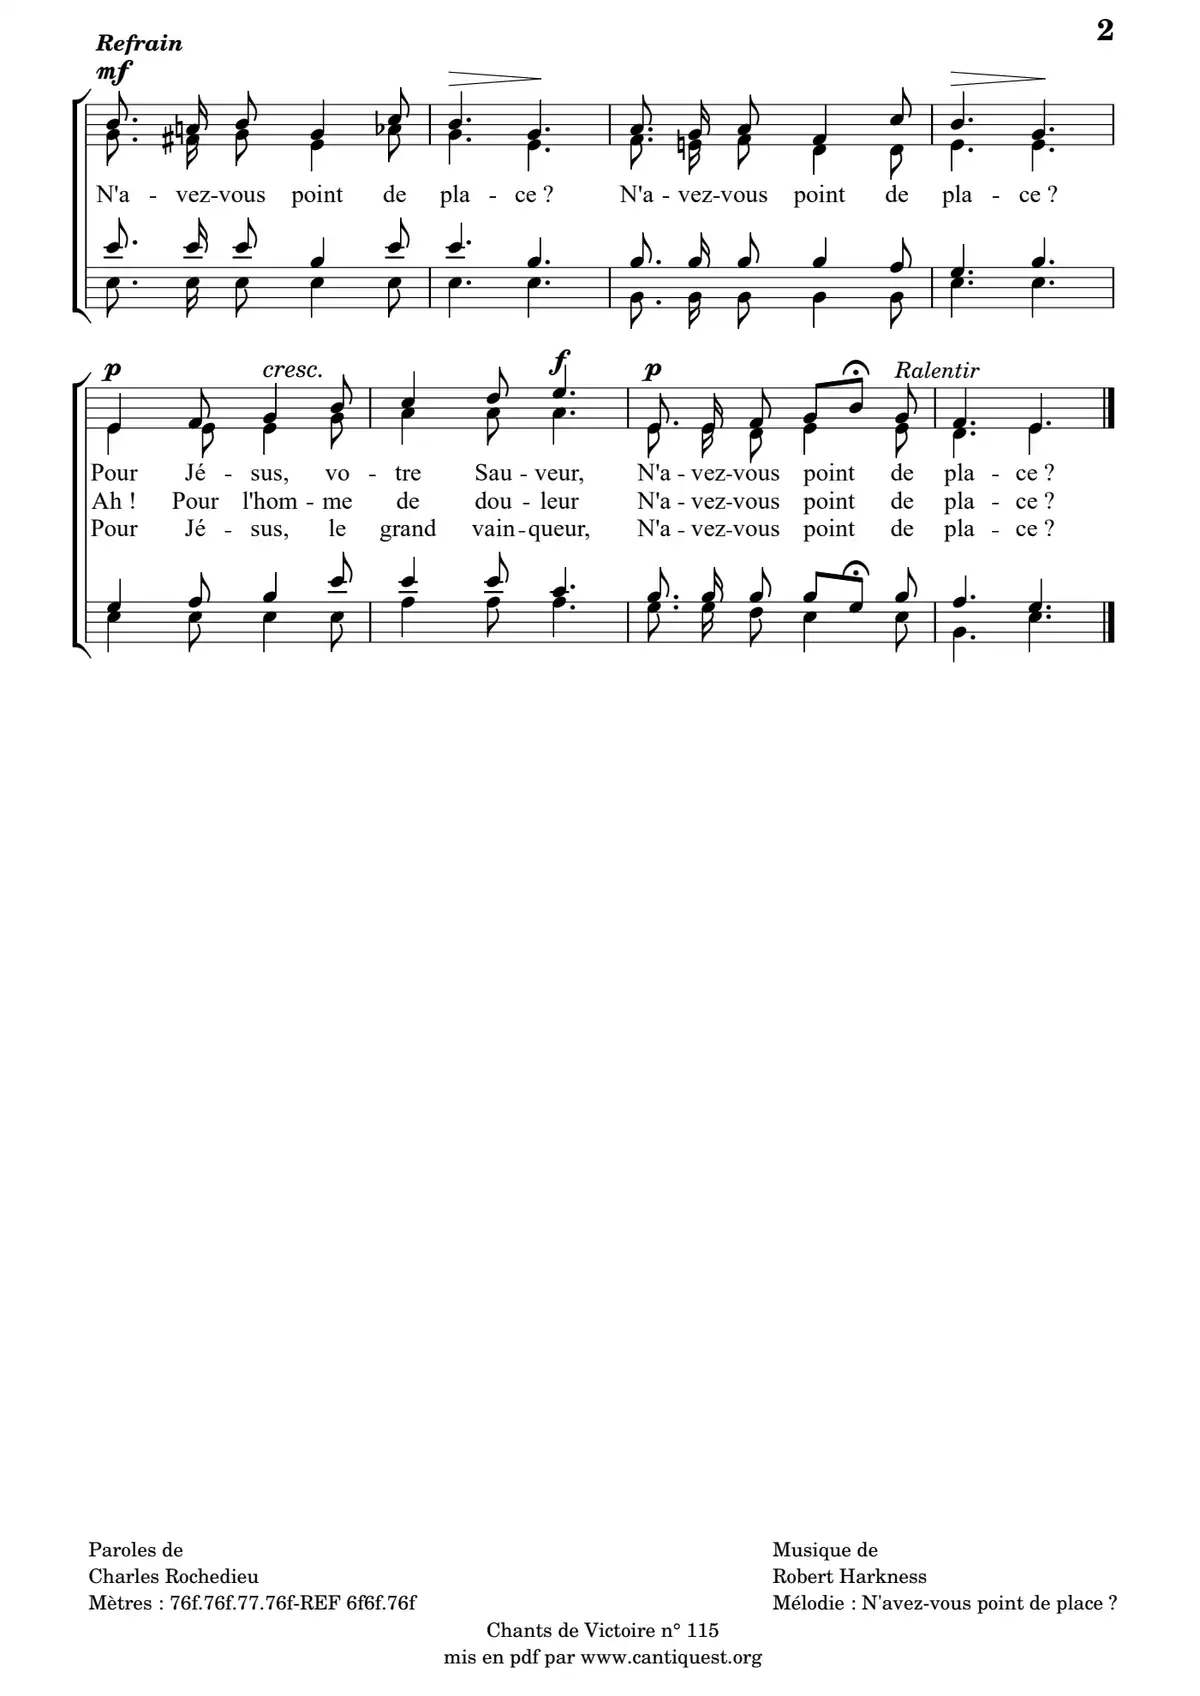 2
Refrain
mf
N'a - vez-vous point de pla - ce ? N'a - vez-vous point de pla - ce ?
p cresc. f p Ralentir
Pour Jé - sus, vo - tre Sau - veur, N'a - vez-vous point de pla - ce ?
Ah ! Pour l'hom - me de dou - leur N'a - vez-vous point de pla - ce ?
Pour Jé - sus, le grand vain - queur, N'a - vez-vous point de pla - ce ?
Paroles de
Charles Rochedieu
Mètres : 76f.76f.77.76f-REF 6f6f.76f
Musique de
Robert Harkness
Mélodie : N'avez-vous point de place ?
Chants de Victoire n° 115
mis en pdf par www.cantiquest.org